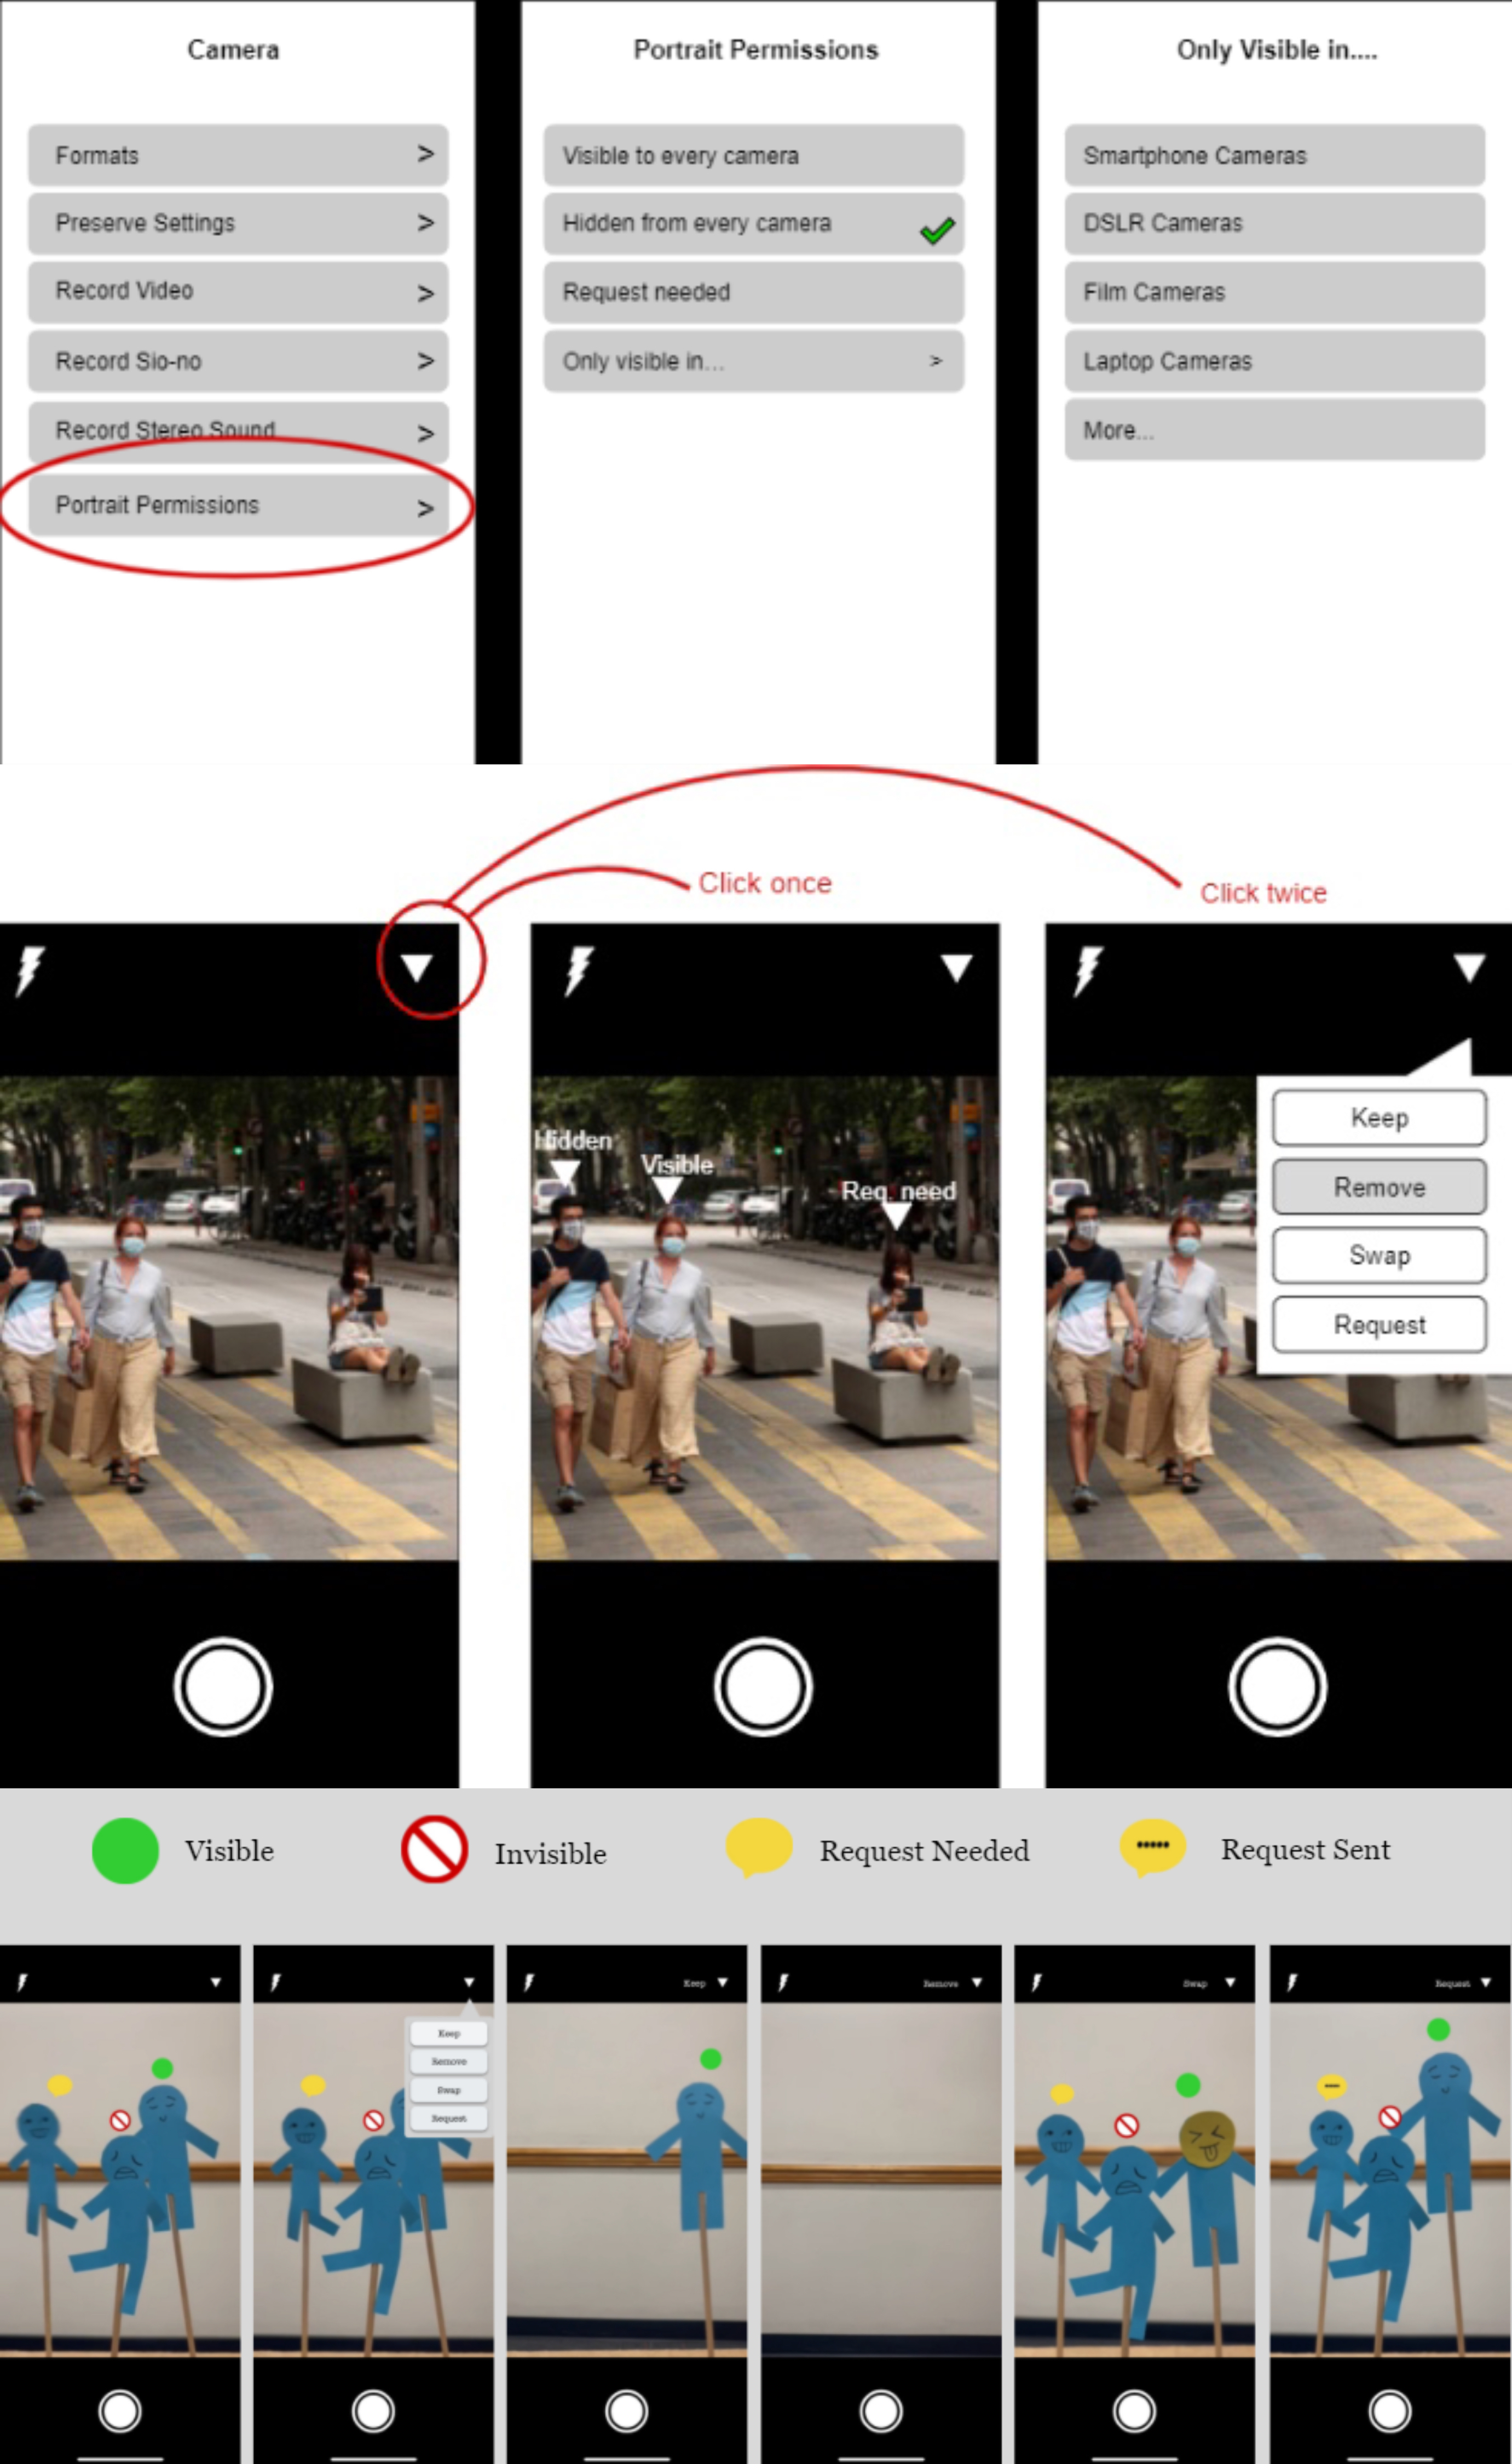 Camera
Formats >
Preserve Settings >
Record Video >
Record Sio-no >
Record Stereo Sound >
Portrait Permissions >
Portrait Permissions
Visible to every camera
Hidden from every camera
Request needed
Only visible in... >
Only Visible in....
Smartphone Cameras
DSLR Cameras
Film Cameras
Laptop Cameras
More...
Click once
Click twice
Hidden
Visible
Req. need
Keep
Remove
Swap
Request
Visible
Invisible
Request Needed
Request Sent
Keep
Remove
Swap
Request
Keep
Remove
Swap
Request